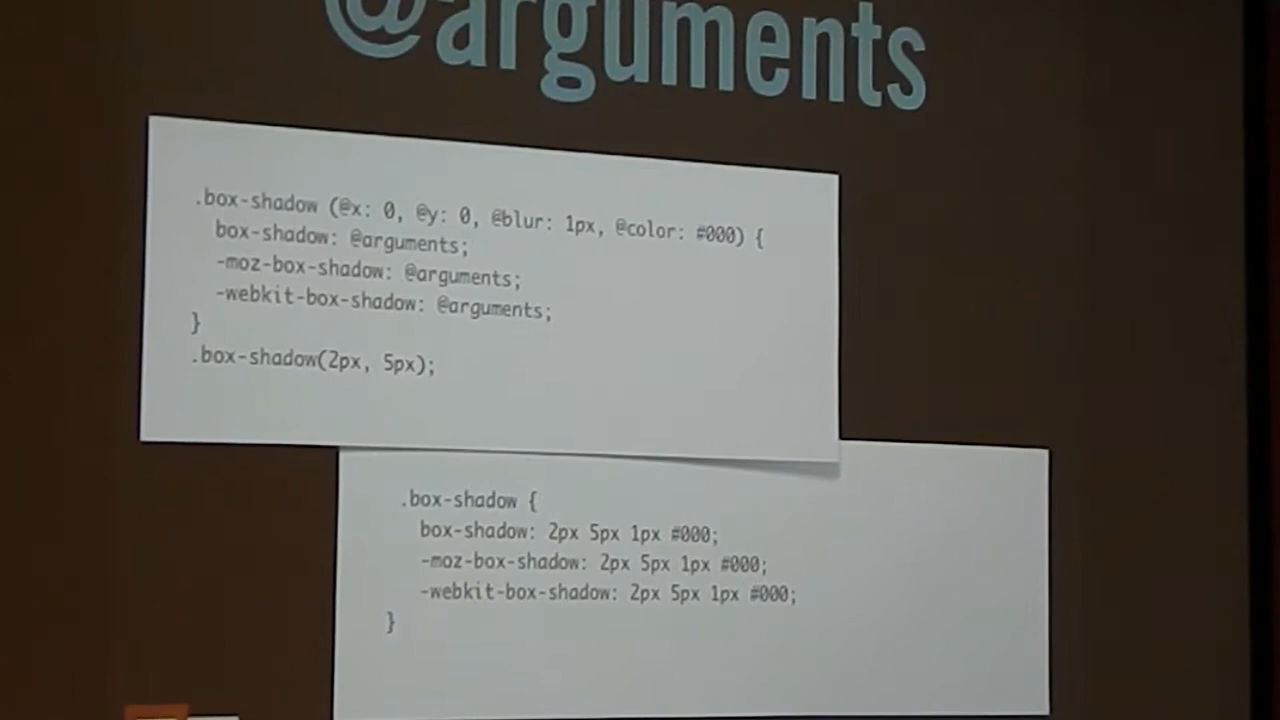 @arguments
.box-shadow (@x: 0, @y: 0, @blur: 1px, @color: #000) {
box-shadow: @arguments;
-moz-box-shadow: @arguments;
-webkit-box-shadow: @arguments;
}
.box-shadow(2px, 5px);
.box-shadow {
box-shadow: 2px 5px 1px #000;
-moz-box-shadow: 2px 5px 1px #000;
-webkit-box-shadow: 2px 5px 1px #000;
}